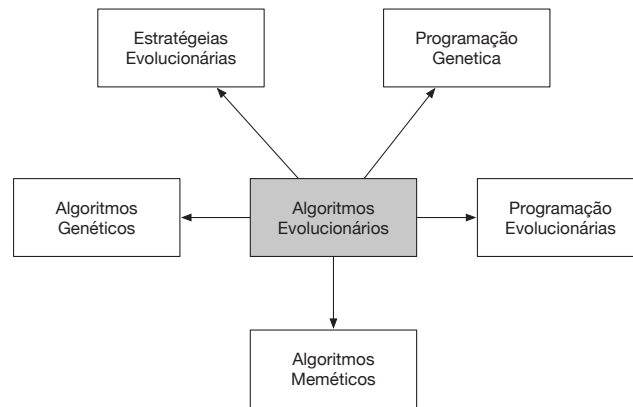 Estratégeias
Evolucionárias
Programação
Genetica
Algoritmos
Genéticos
Algoritmos
Evolucionários
Programação
Evolucionárias
Algoritmos
Meméticos